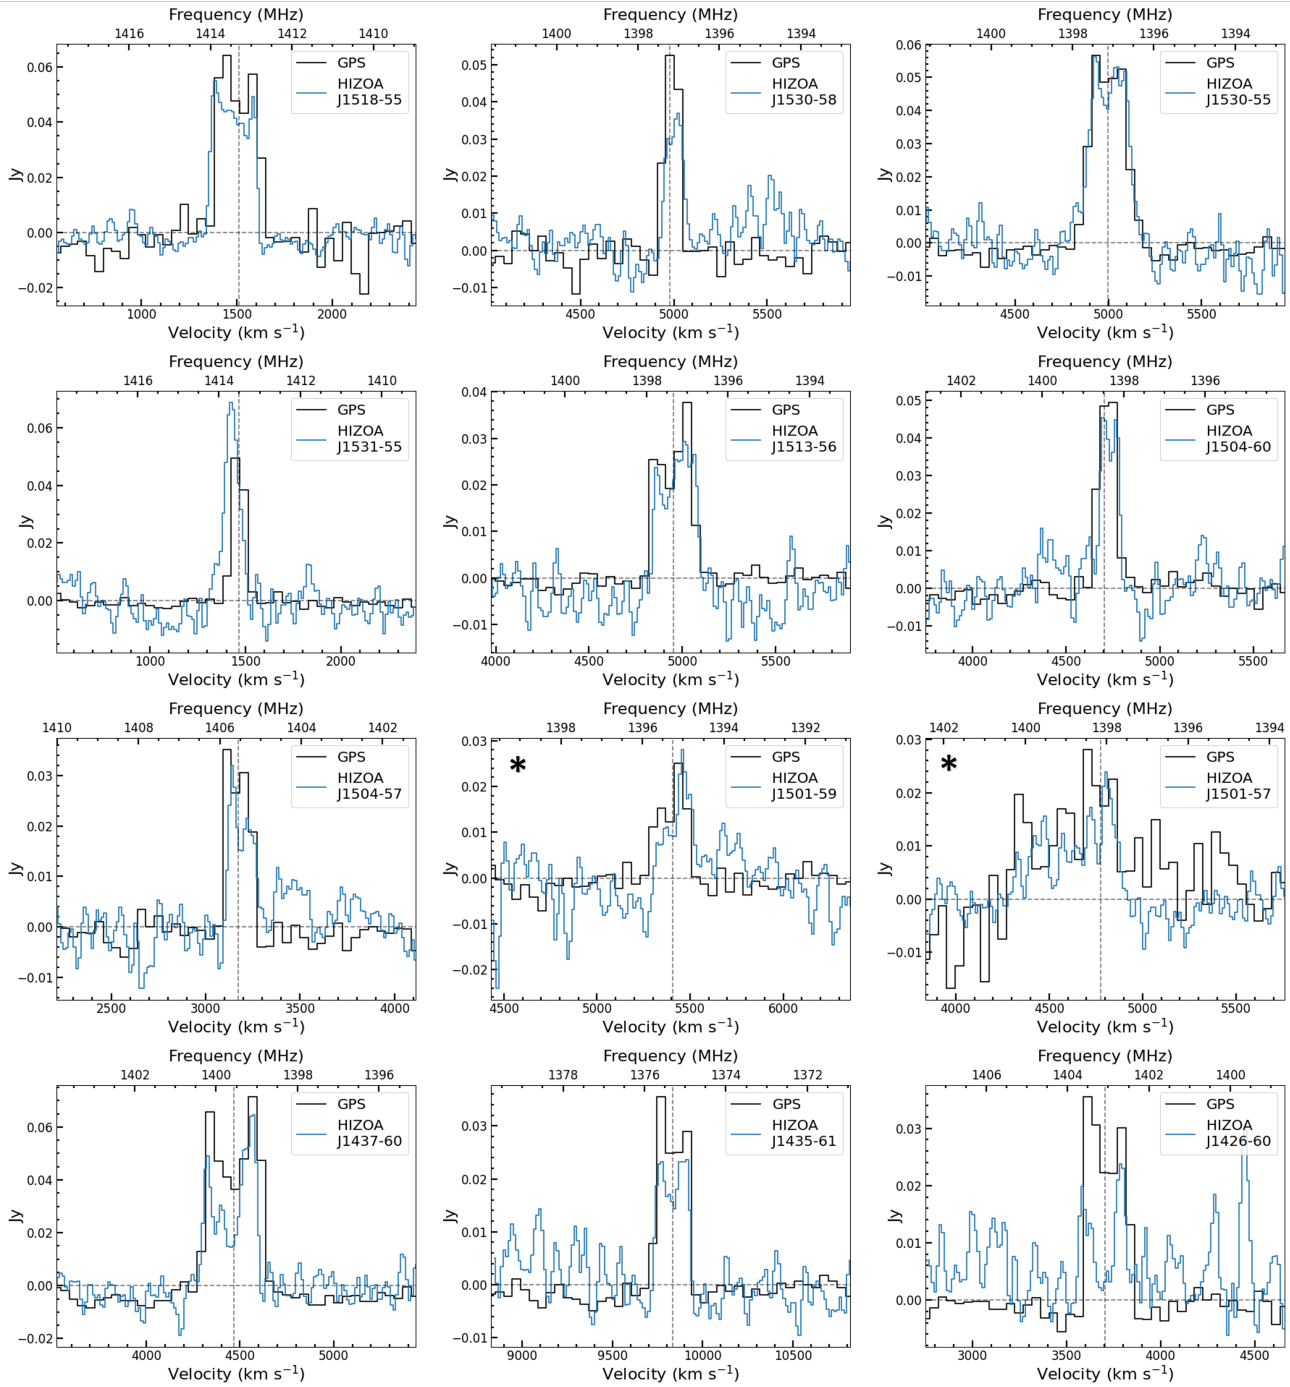 Frequency (MHz) Frequency (MHz) Frequency (MHz)
1416 1414 1412 1410 1400 1398 1396 1394 1400 1398 1396 1394
GPS
HIZOA
J1518-55
GPS
HIZOA
J1530-58
GPS
HIZOA
J1530-55
0.06
0.04
0.02
0.00
−0.02
Jy
0.05
0.04
0.03
0.02
0.01
0.00
−0.01
Jy
0.06
0.05
0.04
0.03
0.02
0.01
0.00
−0.01
Jy
1000 1500 2000 4500 5000 5500 4500 5000 5500
Velocity (km s−1) Velocity (km s−1) Velocity (km s−1)
Frequency (MHz) Frequency (MHz) Frequency (MHz)
1416 1414 1412 1410 1400 1398 1396 1394 1402 1400 1398 1396
GPS
HIZOA
J1531-55
GPS
HIZOA
J1513-56
GPS
HIZOA
J1504-60
0.06
0.04
0.02
0.00
Jy
0.04
0.03
0.02
0.01
0.00
−0.01
Jy
0.05
0.04
0.03
0.02
0.01
0.00
−0.01
Jy
1000 1500 2000 4000 4500 5000 5500 4000 4500 5000 5500
Velocity (km s−1) Velocity (km s−1) Velocity (km s−1)
Frequency (MHz) Frequency (MHz) Frequency (MHz)
1410 1408 1406 1404 1402 1398 1396 1394 1392 1402 1400 1398 1396 1394
GPS
HIZOA
J1504-57
*
GPS
HIZOA
J1501-59
*
GPS
HIZOA
J1501-57
0.03
0.02
0.01
0.00
−0.01
Jy
0.03
0.02
0.01
0.00
−0.01
−0.02
Jy
0.03
0.02
0.01
0.00
−0.01
Jy
2500 3000 3500 4000 4500 5000 5500 6000 4000 4500 5000 5500
Velocity (km s−1) Velocity (km s−1) Velocity (km s−1)
Frequency (MHz) Frequency (MHz) Frequency (MHz)
1402 1400 1398 1396 1378 1376 1374 1372 1406 1404 1402 1400
GPS
HIZOA
J1437-60
GPS
HIZOA
J1435-61
GPS
HIZOA
J1426-60
0.06
0.04
0.02
0.00
−0.02
Jy
0.03
0.02
0.01
0.00
−0.01
Jy
0.03
0.02
0.01
0.00
Jy
4000 4500 5000 9000 9500 10000 10500 3000 3500 4000 4500
Velocity (km s−1) Velocity (km s−1) Velocity (km s−1)